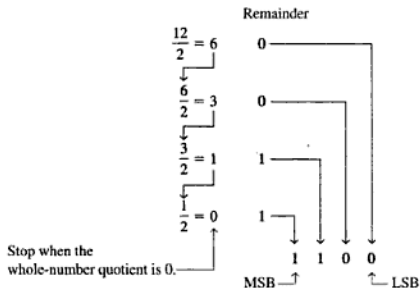 Remainder
12/2 = 6 0
6/2 = 3 0
3/2 = 1 1
1/2 = 0 1
Stop when the
whole-number quotient is 0.
1 1 0 0
MSB LSB